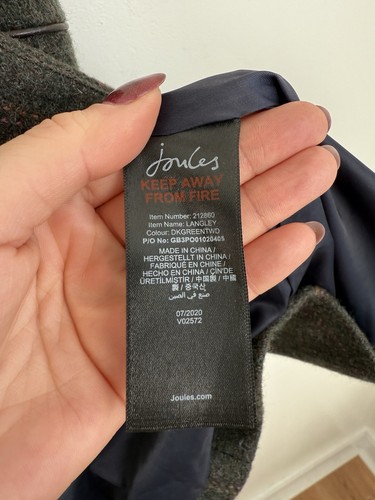 Joules
KEEP AWAY
FROM FIRE
Item Number: 212860
Item Name: LANGLEY
Colour: DKGREENTWD
P/O No: GB3PO01020405
MADE IN CHINA /
HERGESTELLT IN CHINA /
FABRIQUÉ EN CHINE /
HECHO EN CHINA / ÇİN'DE
ÜRETİLMİŞTİR / 中国製 / 中國
製 / 중국산
صنع في الصين
07/2020
V02572
Joules.com